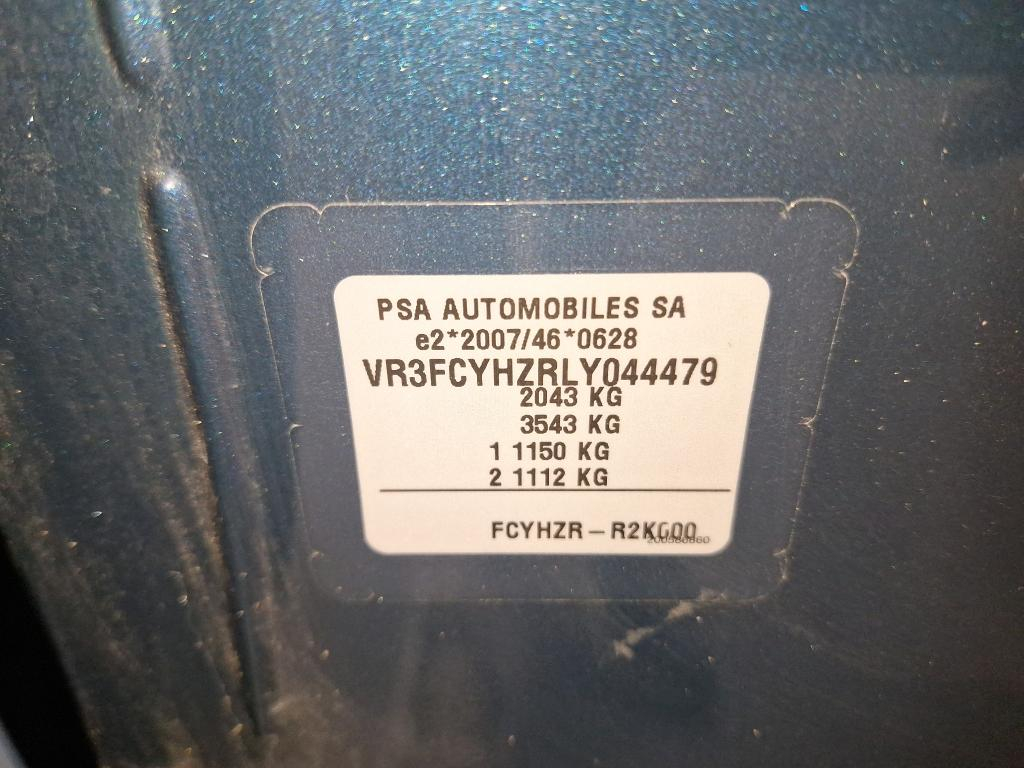 PSA AUTOMOBILES SA
e2*2007/46*0628
VR3FCYHZRLY044479
2043 KG
3543 KG
1 1150 KG
2 1112 KG
FCYHZR – R2K000